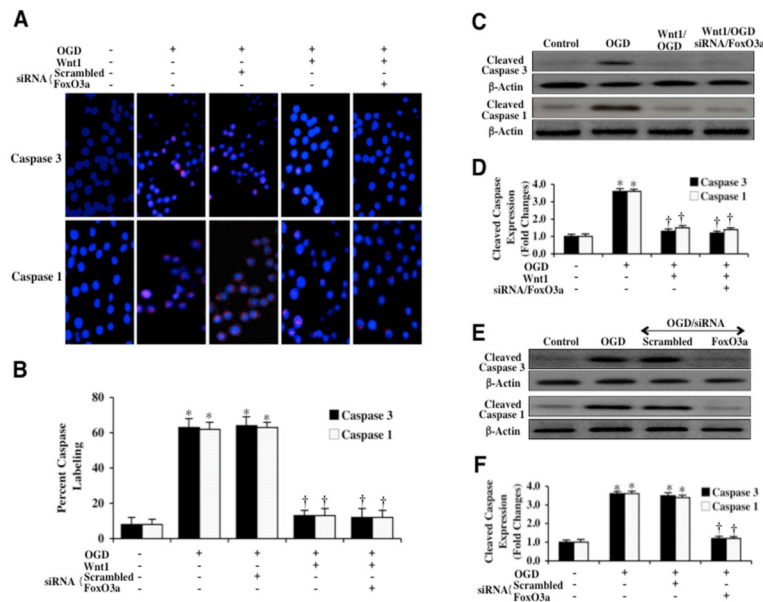 A
OGD - + + + +
Wnt1 + +
siRNA { Scrambled +
FoxO3a +
Caspase 3
Caspase 1
B
Percent Caspase Labeling
80
60
40
20
0
* * * * † † † †
Caspase 3
Caspase 1
OGD - + + + +
Wnt1 - + +
siRNA { Scrambled - +
FoxO3a - +
C
Control OGD Wnt1/OGD Wnt1/OGD siRNA/FoxO3a
Cleaved Caspase 3
β-Actin
Cleaved Caspase 1
β-Actin
D
Cleaved Caspase Expression (Fold Changes)
4.0
3.0
2.0
1.0
0
* * † † † †
Caspase 3
Caspase 1
OGD - + + +
Wnt1 - + +
siRNA/FoxO3a - +
E
OGD/siRNA
Control OGD Scrambled FoxO3a
Cleaved Caspase 3
β-Actin
Cleaved Caspase 1
β-Actin
F
Cleaved Caspase Expression (Fold Changes)
4.0
3.0
2.0
1.0
0
* * * * † †
Caspase 3
Caspase 1
OGD - + + +
siRNA { Scrambled - +
FoxO3a - +